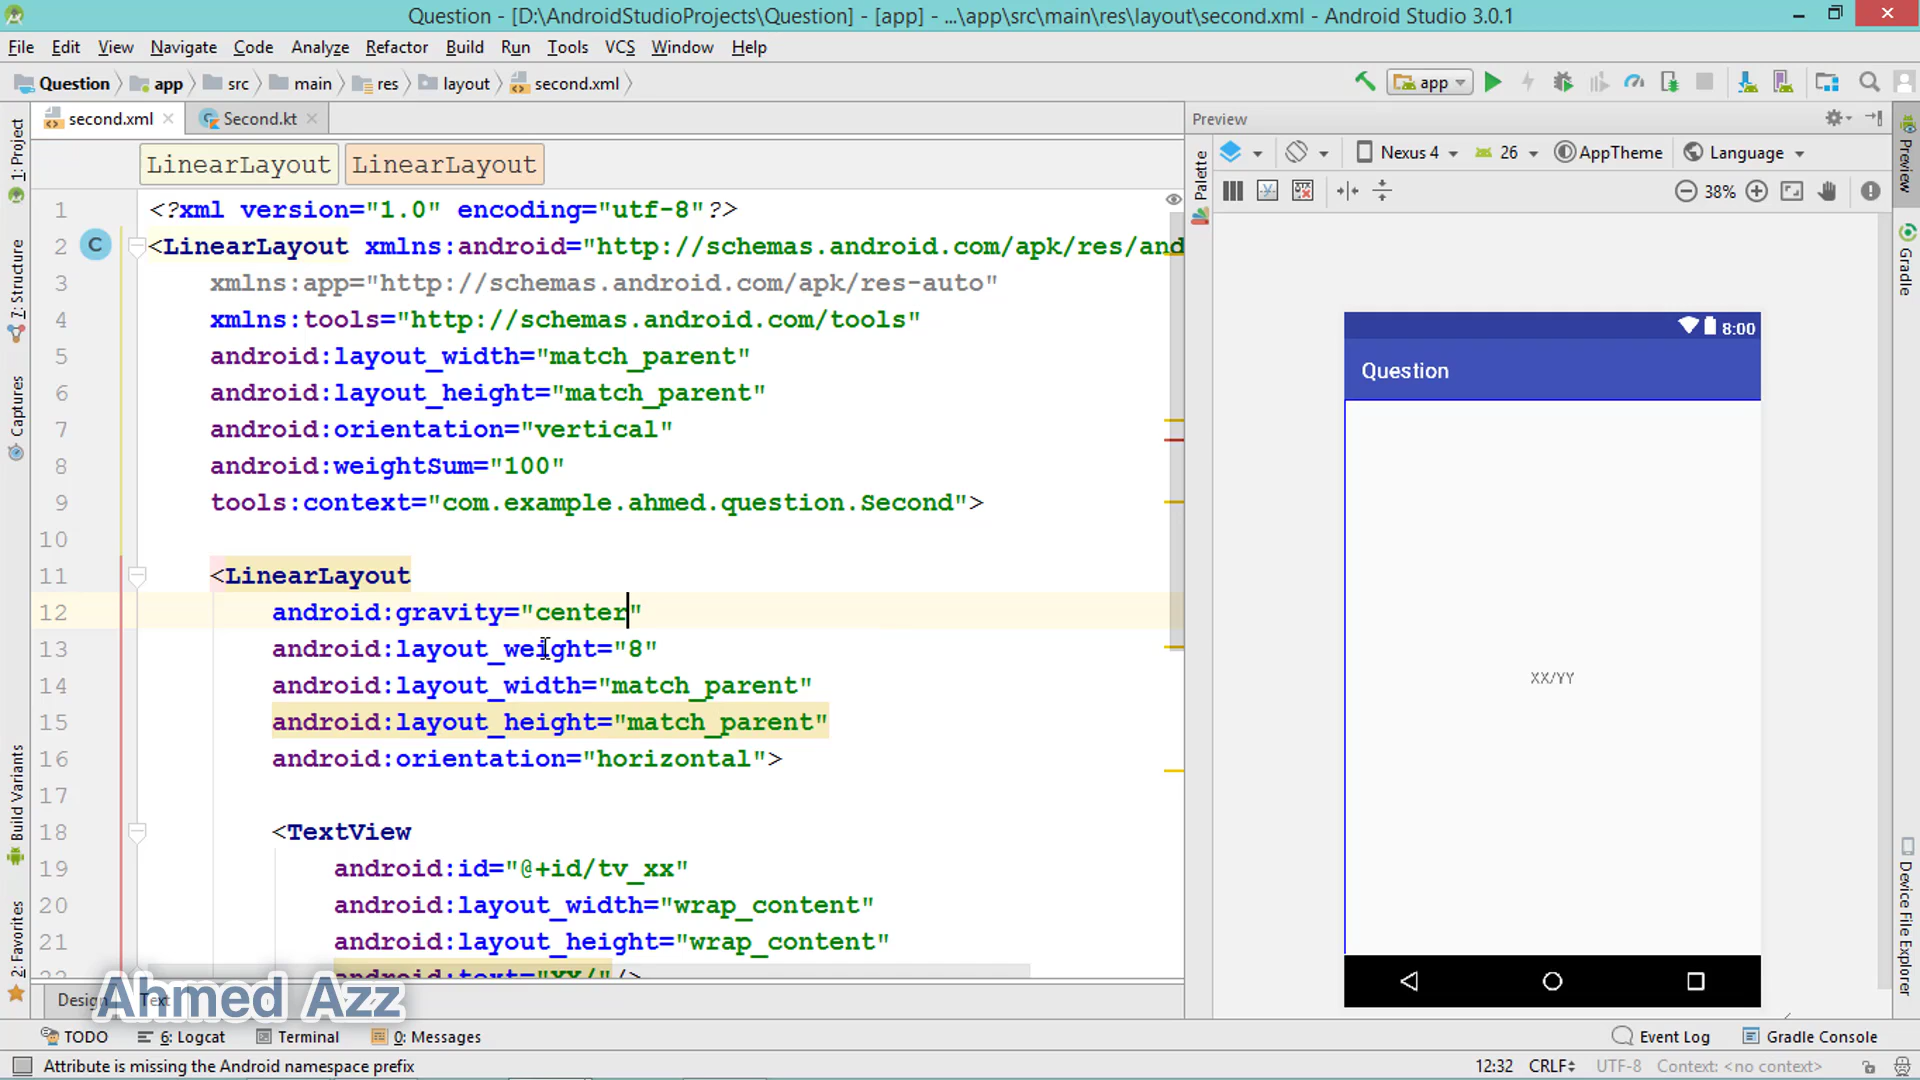 Question - [D:\AndroidStudioProjects\Question] - [app] - ...\app\src\main\res\layout\second.xml - Android Studio 3.0.1
File Edit View Navigate Code Analyze Refactor Build Run Tools VCS Window Help
Question app src main res layout second.xml
app
second.xml Second.kt
Preview
LinearLayout LinearLayout
Nexus 4 26 AppTheme Language
38%
1 <?xml version="1.0" encoding="utf-8"?>
2 <LinearLayout xmlns:android="http://schemas.android.com/apk/res/and
3 xmlns:app="http://schemas.android.com/apk/res-auto"
4 xmlns:tools="http://schemas.android.com/tools"
5 android:layout_width="match_parent"
6 android:layout_height="match_parent"
7 android:orientation="vertical"
8 android:weightSum="100"
9 tools:context="com.example.ahmed.question.Second">
10
11 <LinearLayout
12 android:gravity="center"
13 android:layout_weight="8"
14 android:layout_width="match_parent"
15 android:layout_height="match_parent"
16 android:orientation="horizontal">
17
18 <TextView
19 android:id="@+id/tv_xx"
20 android:layout_width="wrap_content"
21 android:layout_height="wrap_content"
22 android:text="XX/"/>
8:00
Question
XX/YY
1: Project
7: Structure
Captures
Build Variants
2: Favorites
Palette
Preview
Gradle
Device File Explorer
Design Text
Ahmed Azz
TODO 6: Logcat Terminal 0: Messages Event Log Gradle Console
Attribute is missing the Android namespace prefix 12:32 CRLF UTF-8 Context: <no context>